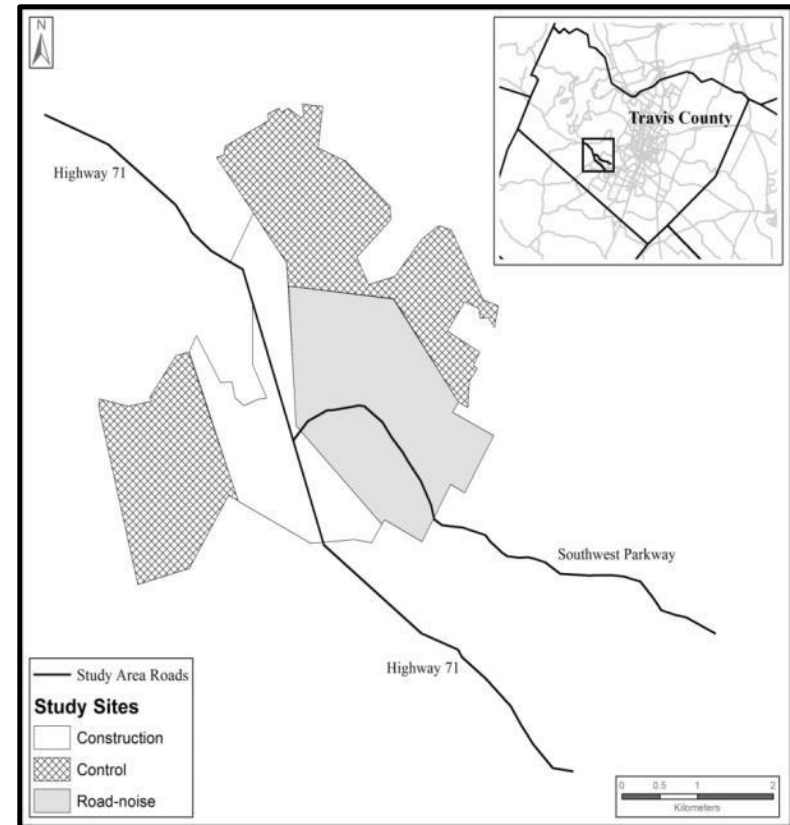 N
Travis County
Highway 71
Southwest Parkway
Highway 71
Study Area Roads
Study Sites
Construction
Control
Road-noise
0 0.5 1 2
Kilometers